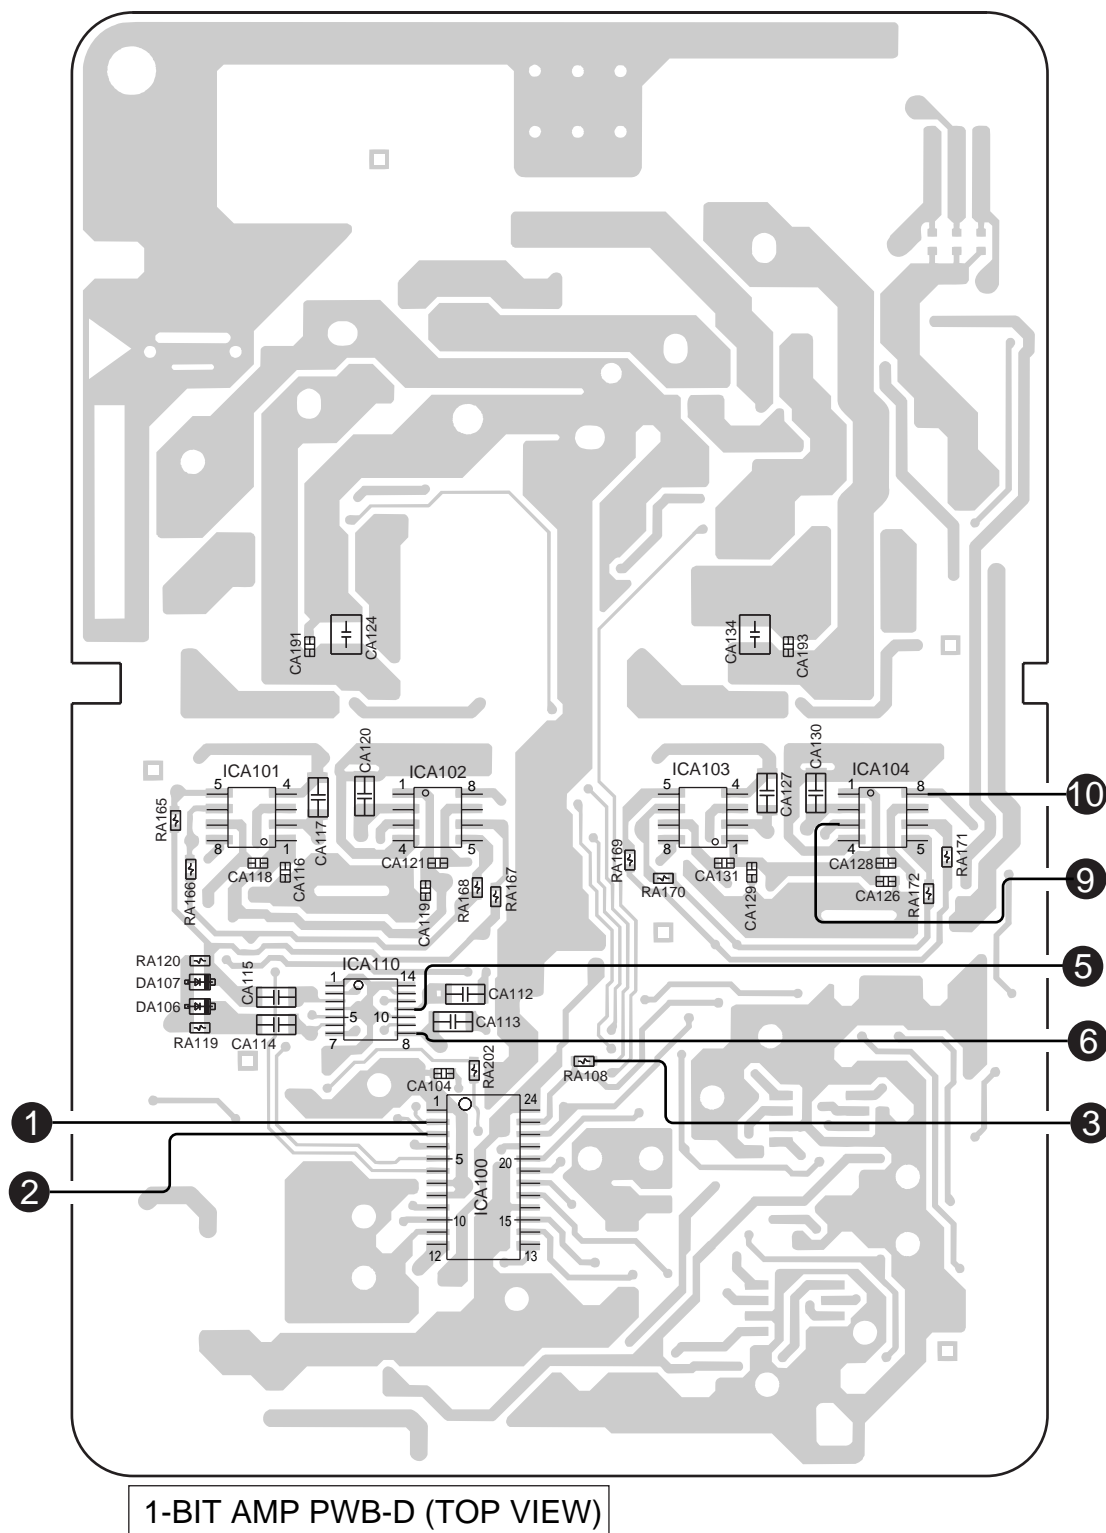 CA191
CA124
CA134
CA193
CA120
CA130
ICA101
ICA102
ICA103
ICA104
5 4
1 8
5 4
1 8
10
RA165
CA117
CA127
8 1
4 5
8 1
4 5
RA171
RA166
CA118
CA116
CA121
CA119
RA168
RA167
RA169
RA170
CA131
CA129
CA128
CA126
RA172
9
RA120
DA107
DA106
RA119
CA115
CA114
ICA110
1 14
5 10
7 8
CA112
CA113
5
6
CA104
RA202
RA108
3
1
2
1 24
5 20
ICA100
10 15
12 13
1-BIT AMP PWB-D (TOP VIEW)